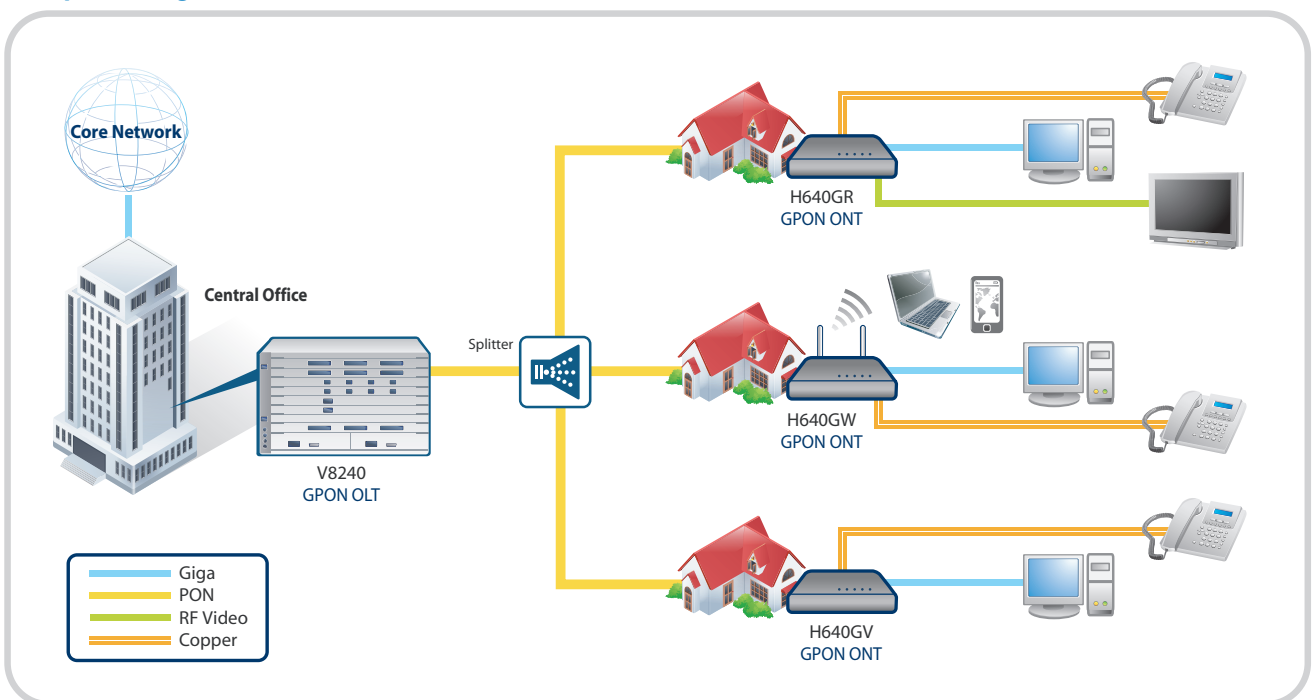 Core Network
Central Office
V8240
GPON OLT
Splitter
H640GR
GPON ONT
H640GW
GPON ONT
H640GV
GPON ONT
Giga
PON
RF Video
Copper